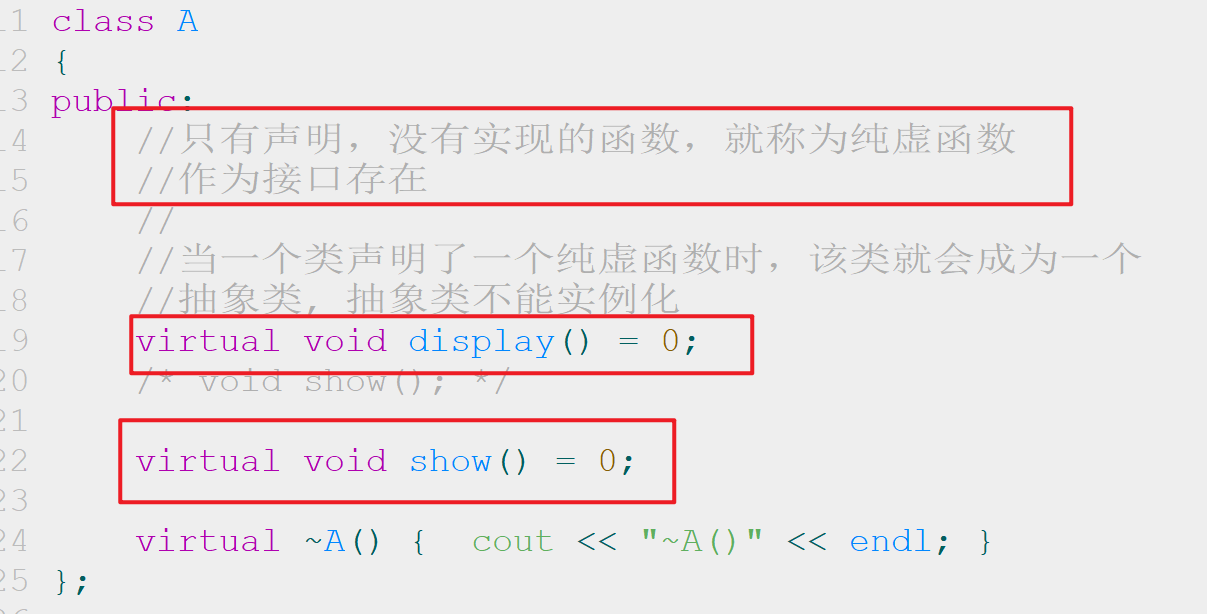 11 class A
12 {
13 public:
14 //只有声明，没有实现的函数，就称为纯虚函数
15 //作为接口存在
16 //
17 //当一个类声明了一个纯虚函数时，该类就会成为一个
18 //抽象类, 抽象类不能实例化
19 virtual void display() = 0;
20 /* void show(); */
21
22 virtual void show() = 0;
23
24 virtual ~A() {  cout << "~A()" << endl; }
25 };